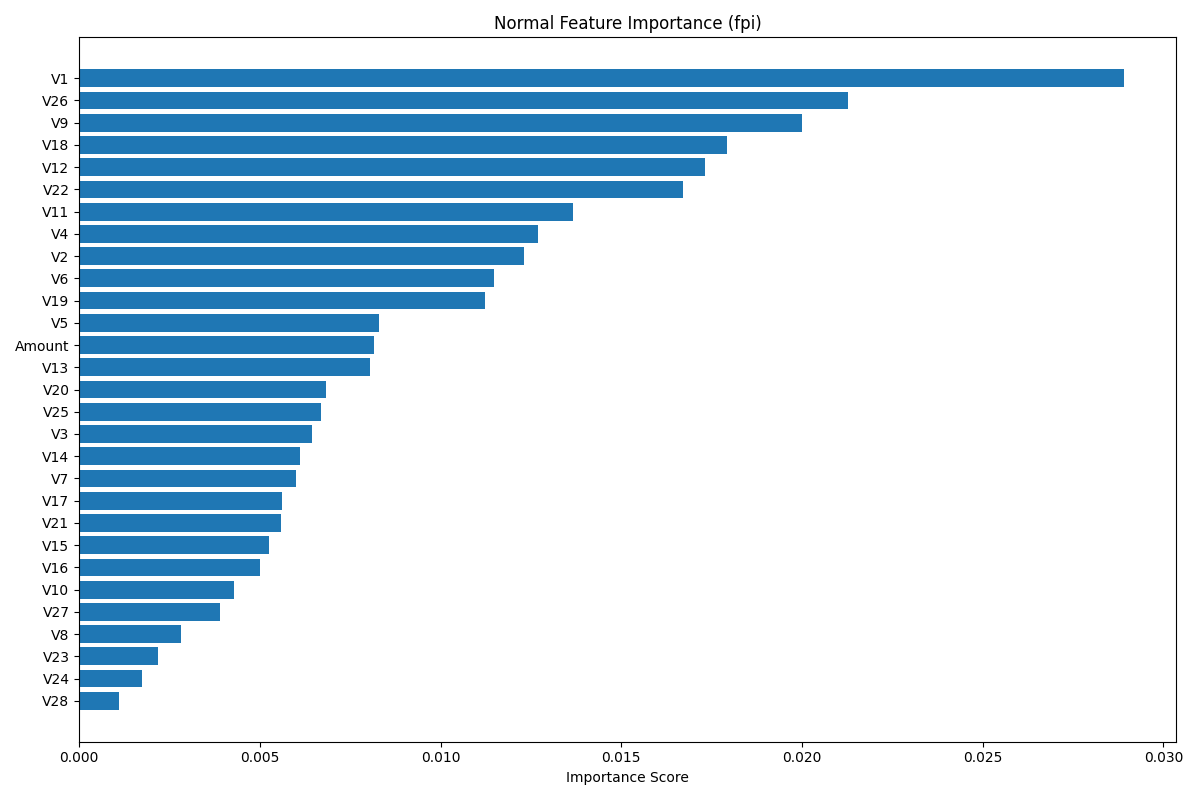 Normal Feature Importance (fpi)
V1
V26
V9
V18
V12
V22
V11
V4
V2
V6
V19
V5
Amount
V13
V20
V25
V3
V14
V7
V17
V21
V15
V16
V10
V27
V8
V23
V24
V28
0.000 0.005 0.010 0.015 0.020 0.025 0.030
Importance Score